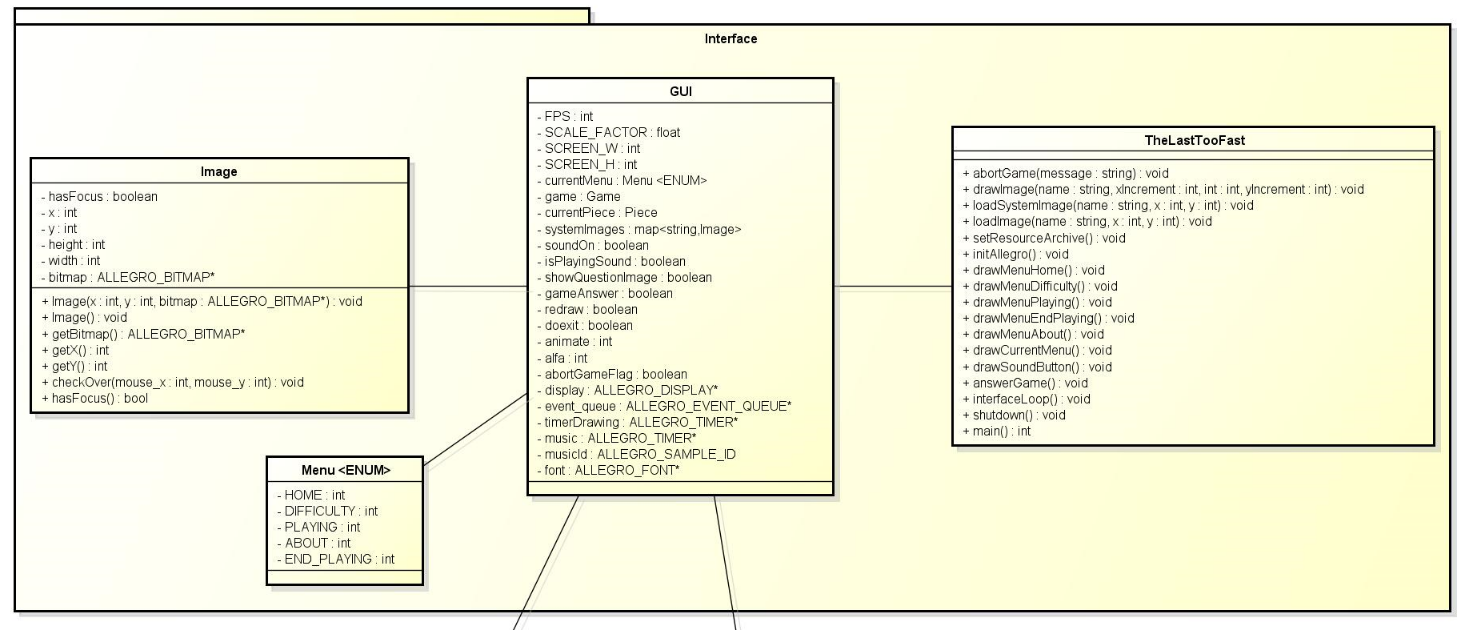 Interface
Image
- hasFocus : boolean
- x : int
- y : int
- height : int
- width : int
- bitmap : ALLEGRO_BITMAP*
+ Image(x : int, y : int, bitmap : ALLEGRO_BITMAP*) : void
+ Image() : void
+ getBitmap() : ALLEGRO_BITMAP*
+ getX() : int
+ getY() : int
+ checkOver(mouse_x : int, mouse_y : int) : void
+ hasFocus() : bool
Menu <ENUM>
- HOME : int
- DIFFICULTY : int
- PLAYING : int
- ABOUT : int
- END_PLAYING : int
GUI
- FPS : int
- SCALE_FACTOR : float
- SCREEN_W : int
- SCREEN_H : int
- currentMenu : Menu <ENUM>
- game : Game
- currentPiece : Piece
- systemImages : map<string,Image>
- soundOn : boolean
- isPlayingSound : boolean
- showQuestionImage : boolean
- gameAnswer : boolean
- redraw : boolean
- doexit : boolean
- animate : int
- alfa : int
- abortGameFlag : boolean
- display : ALLEGRO_DISPLAY*
- event_queue : ALLEGRO_EVENT_QUEUE*
- timerDrawing : ALLEGRO_TIMER*
- music : ALLEGRO_TIMER*
- musicId : ALLEGRO_SAMPLE_ID
- font : ALLEGRO_FONT*
TheLastTooFast
+ abortGame(message : string) : void
+ drawImage(name : string, xIncrement : int, int : int, yIncrement : int) : void
+ loadSystemImage(name : string, x : int, y : int) : void
+ loadImage(name : string, x : int, y : int) : void
+ setResourceArchive() : void
+ initAllegro() : void
+ drawMenuHome() : void
+ drawMenuDifficulty() : void
+ drawMenuPlaying() : void
+ drawMenuEndPlaying() : void
+ drawMenuAbout() : void
+ drawCurrentMenu() : void
+ drawSoundButton() : void
+ answerGame() : void
+ interfaceLoop() : void
+ shutdown() : void
+ main() : int